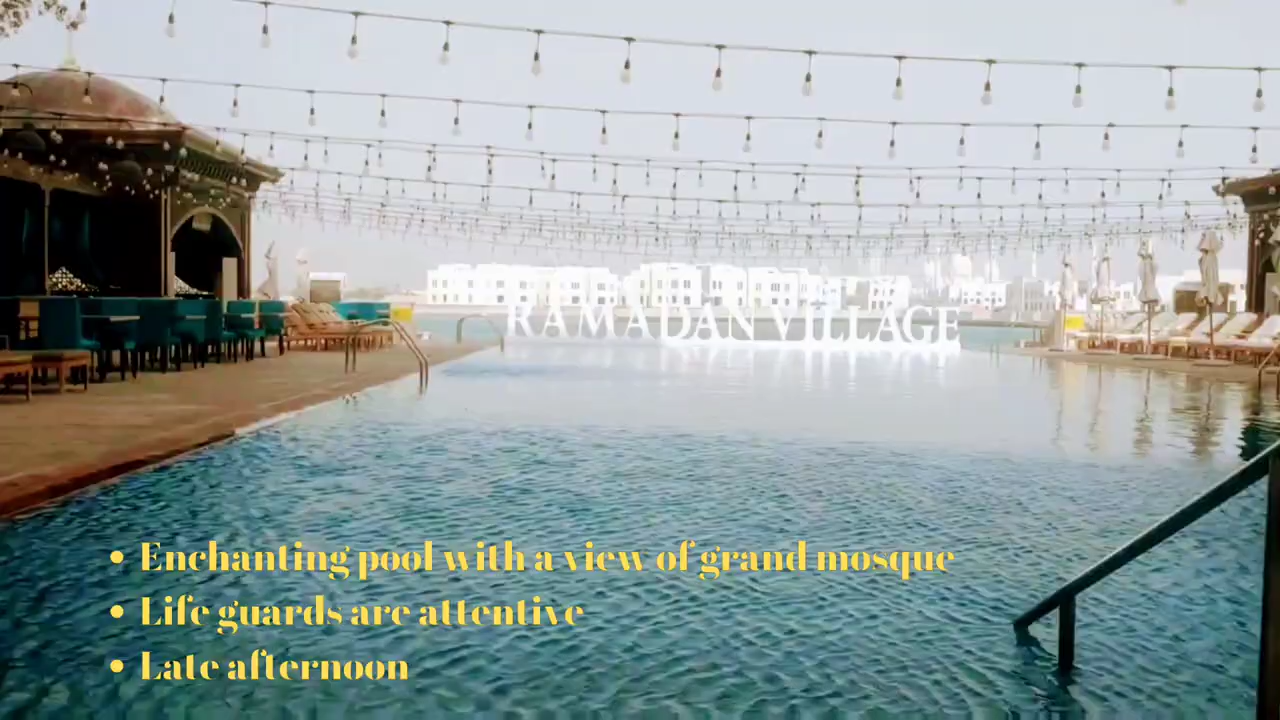 RAMADAN VILLAGE
• Enchanting pool with a view of grand mosque
• Life guards are attentive
• Late afternoon